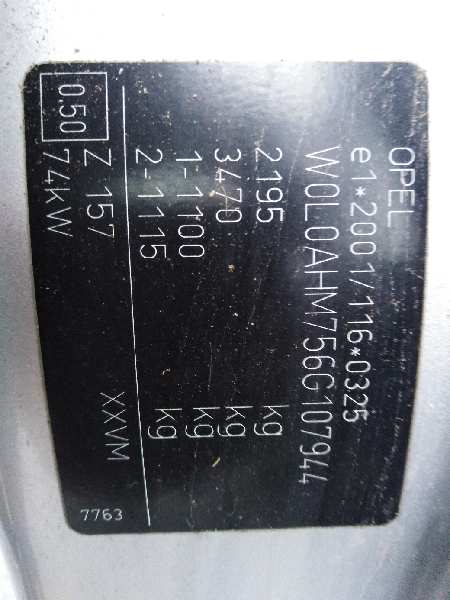 OPEL
e1*2001/116*0325
W0L0AHM756G107944
2195 kg
3470 kg
1-1100 kg
2-1115 kg
Z 157 XXVM
0.50 74kW
7763